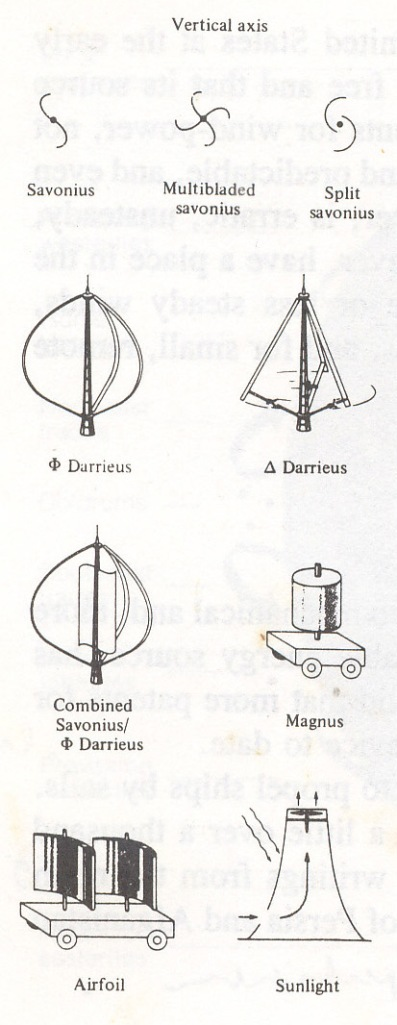 Vertical axis
Savonius
Multibladed
savonius
Split
savonius
Φ Darrieus
Δ Darrieus
Combined
Savonius/
Φ Darrieus
Magnus
Airfoil
Sunlight